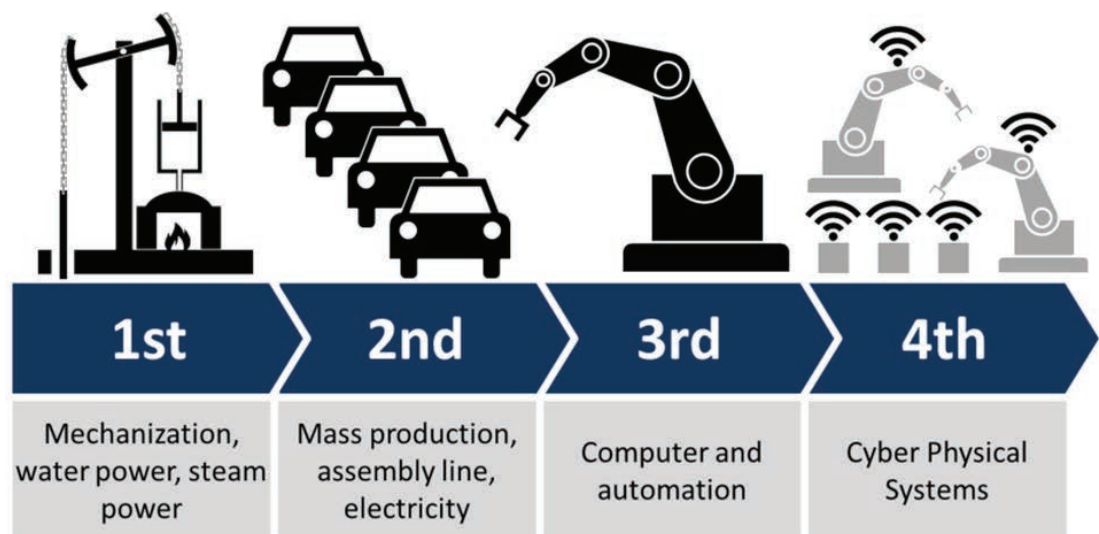 1st
2nd
3rd
4th
Mechanization,
water power, steam
power
Mass production,
assembly line,
electricity
Computer and
automation
Cyber Physical
Systems